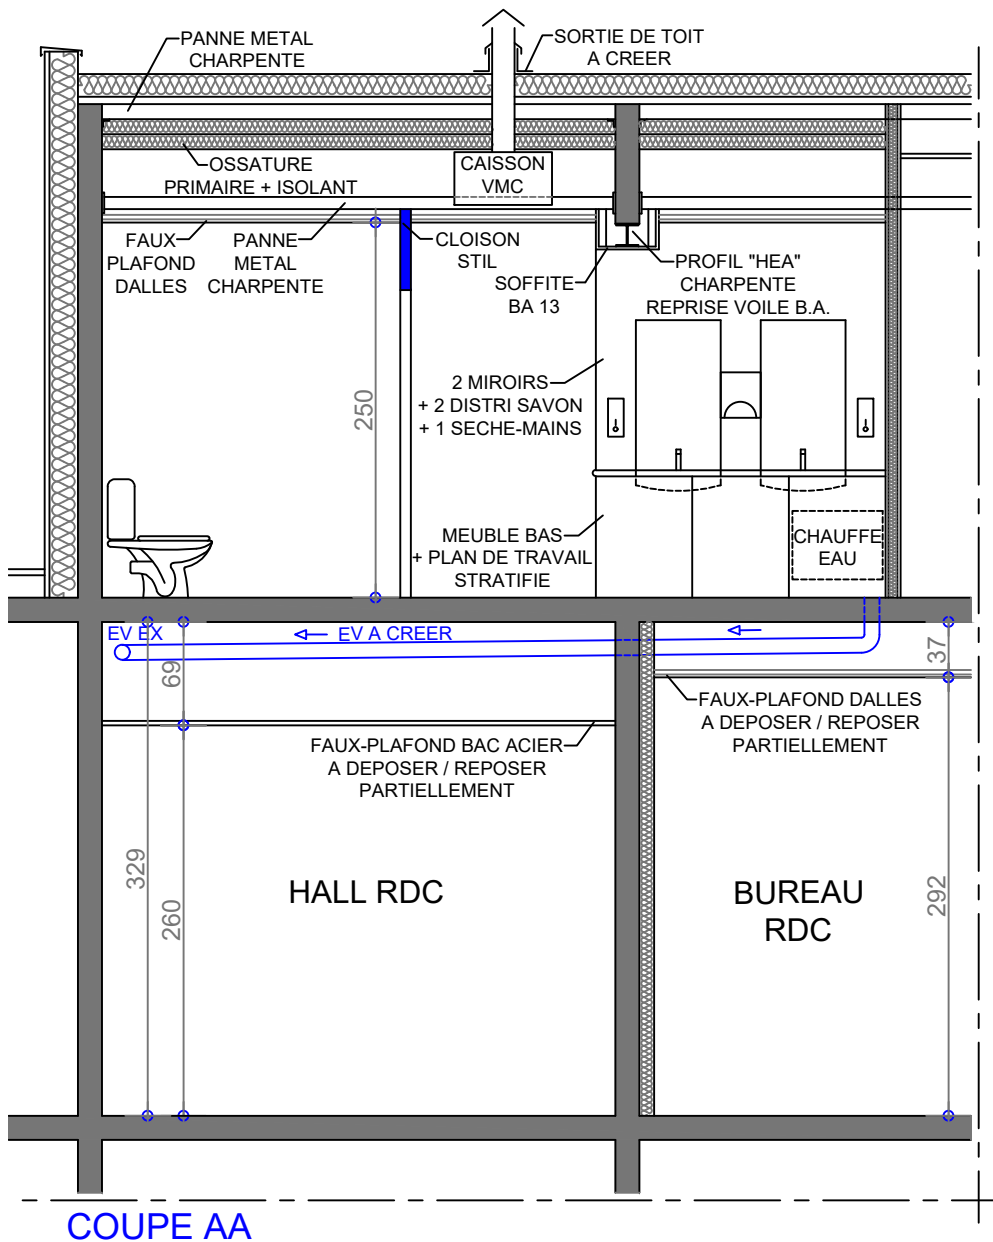 PANNE METAL
CHARPENTE
SORTIE DE TOIT
A CREER
OSSATURE
PRIMAIRE + ISOLANT
CAISSON
VMC
FAUX
PLAFOND
DALLES
PANNE
METAL
CHARPENTE
CLOISON
STIL
SOFFITE
BA 13
PROFIL "HEA"
CHARPENTE
REPRISE VOILE B.A.
250
2 MIROIRS
+ 2 DISTRI SAVON
+ 1 SECHE-MAINS
MEUBLE BAS
+ PLAN DE TRAVAIL
STRATIFIE
CHAUFFE
EAU
EV EX
EV A CREER
69
37
FAUX-PLAFOND DALLES
A DEPOSER / REPOSER
PARTIELLEMENT
FAUX-PLAFOND BAC ACIER
A DEPOSER / REPOSER
PARTIELLEMENT
329
260
HALL RDC
BUREAU
RDC
292
COUPE AA